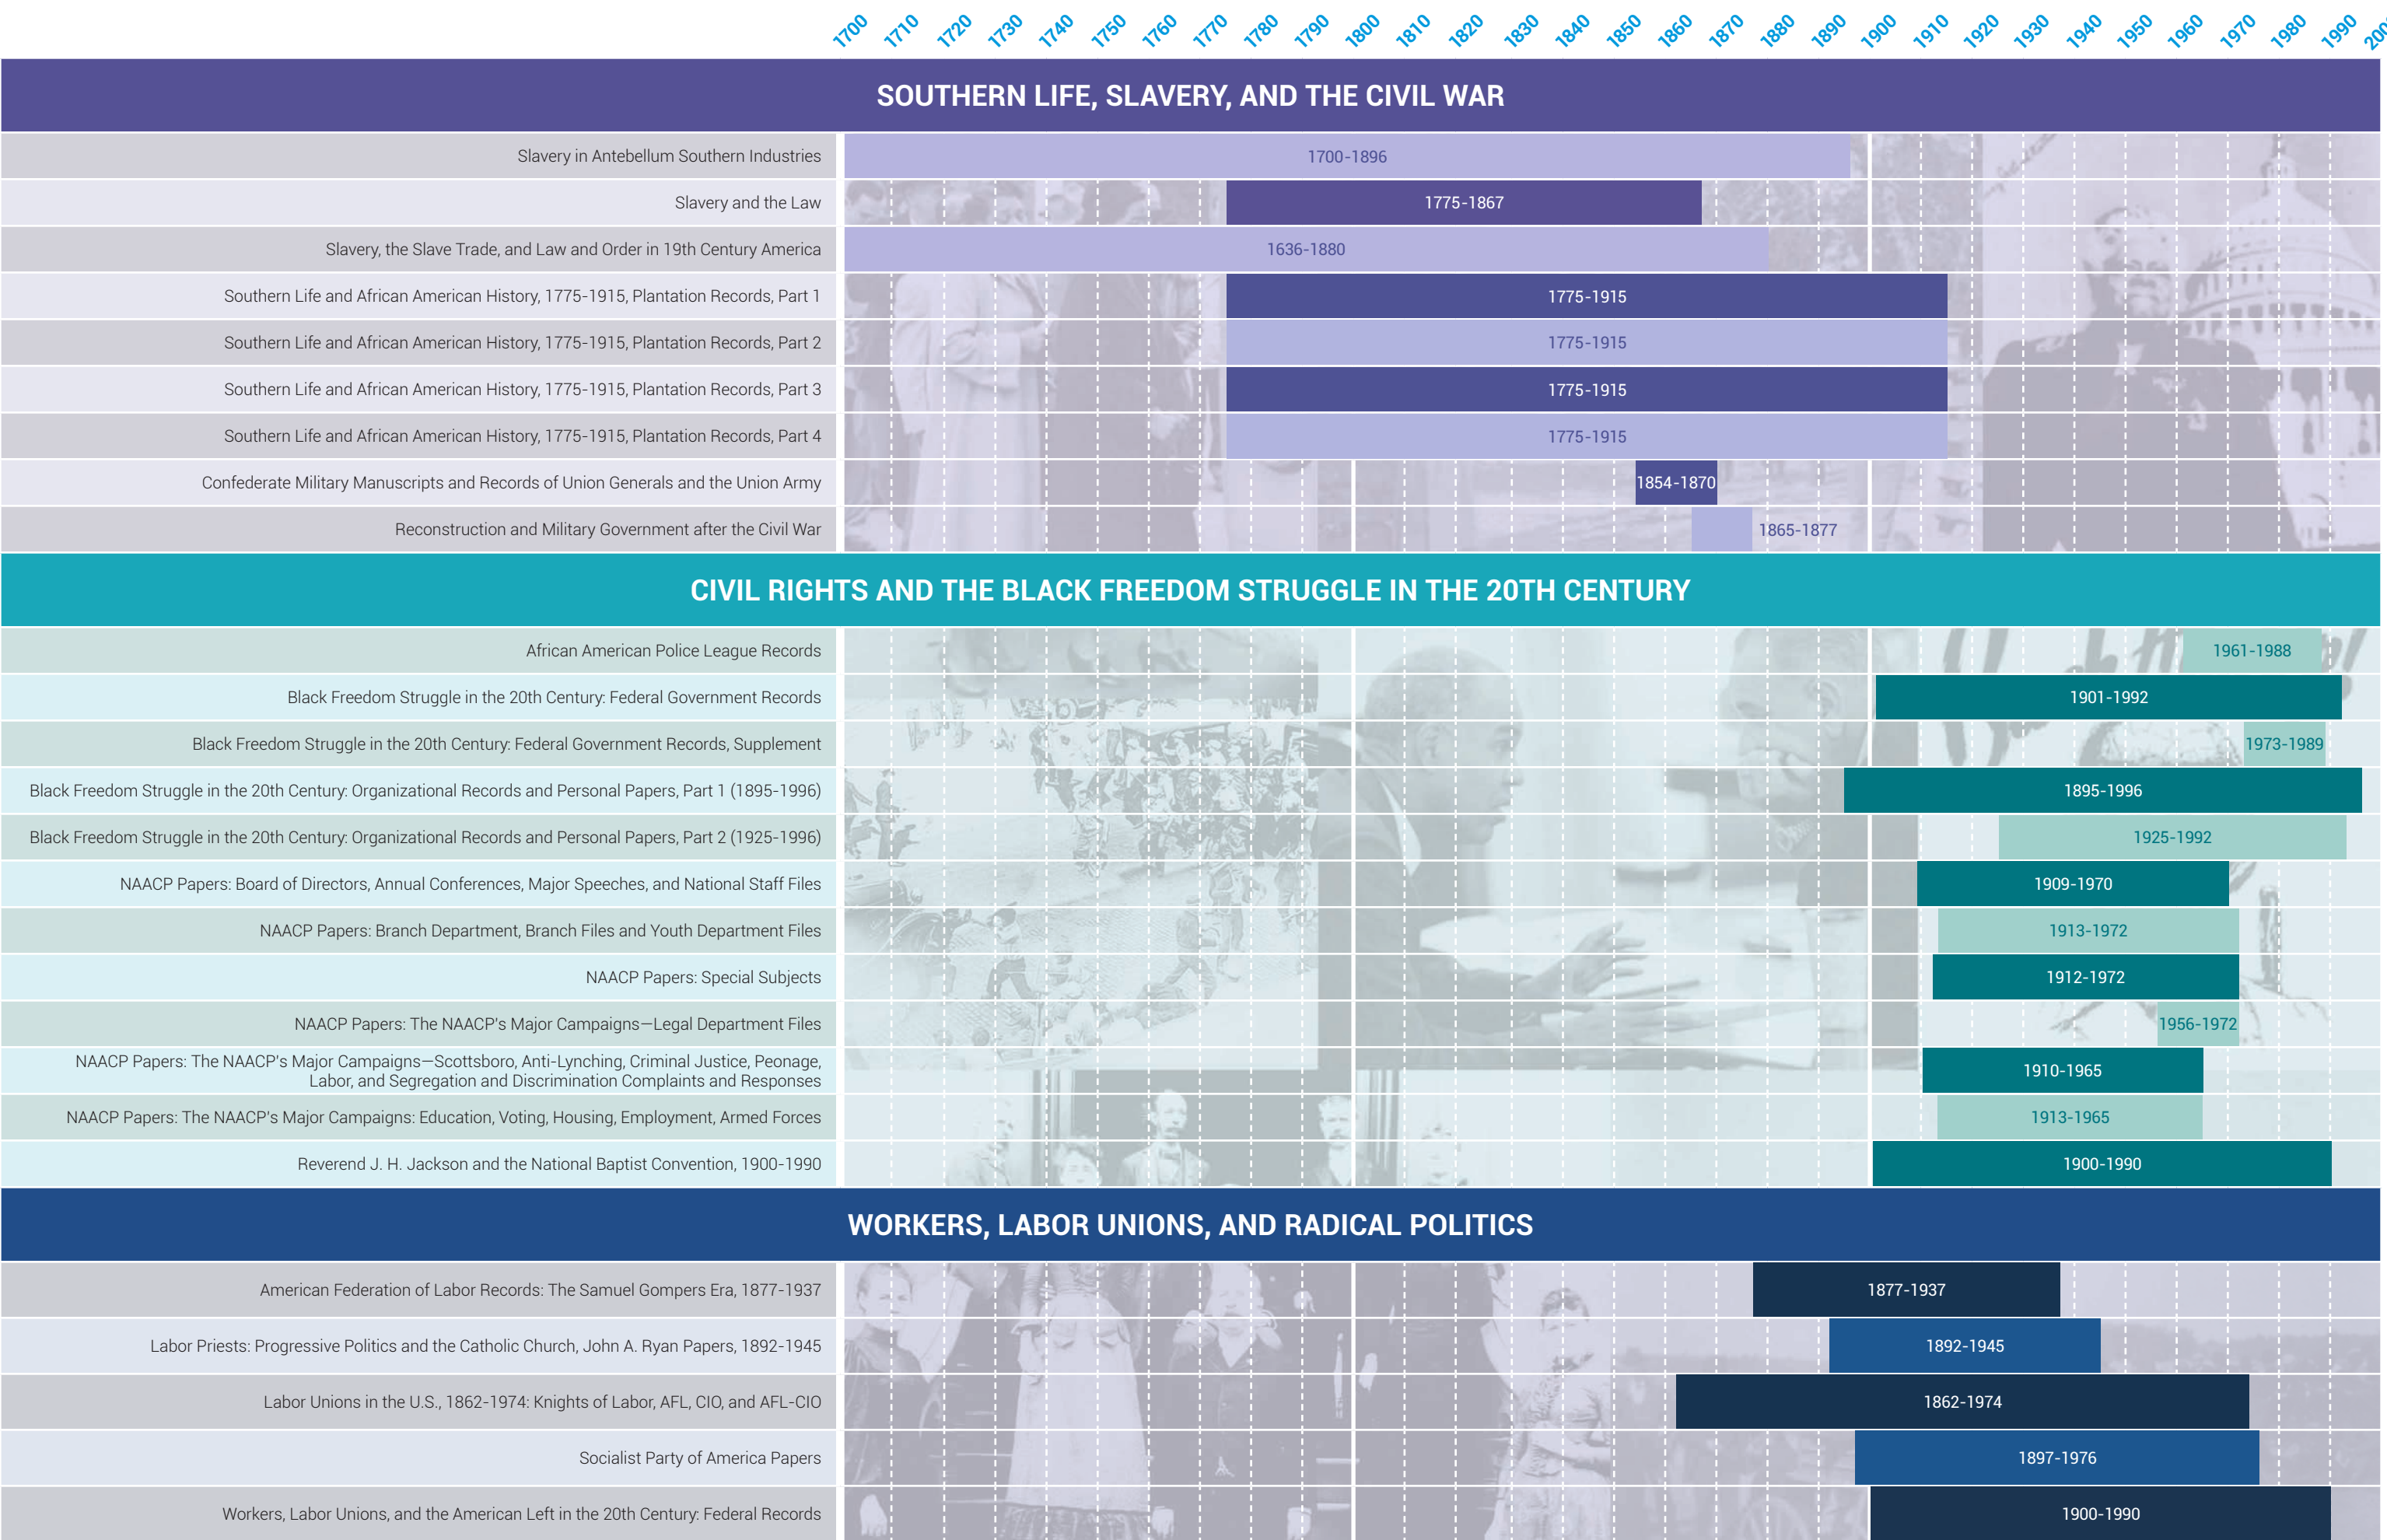 1700 1710 1720 1730 1740 1750 1760 1770 1780 1790 1800 1810 1820 1830 1840 1850 1860 1870 1880 1890 1900 1910 1920 1930 1940 1950 1960 1970 1980 1990
SOUTHERN LIFE, SLAVERY, AND THE CIVIL WAR
Slavery in Antebellum Southern Industries 1700-1896
Slavery and the Law 1775-1867
Slavery, the Slave Trade, and Law and Order in 19th Century America 1636-1880
Southern Life and African American History, 1775-1915, Plantation Records, Part 1 1775-1915
Southern Life and African American History, 1775-1915, Plantation Records, Part 2 1775-1915
Southern Life and African American History, 1775-1915, Plantation Records, Part 3 1775-1915
Southern Life and African American History, 1775-1915, Plantation Records, Part 4 1775-1915
Confederate Military Manuscripts and Records of Union Generals and the Union Army 1854-1870
Reconstruction and Military Government after the Civil War 1865-1877
CIVIL RIGHTS AND THE BLACK FREEDOM STRUGGLE IN THE 20TH CENTURY
African American Police League Records 1961-1988
Black Freedom Struggle in the 20th Century: Federal Government Records 1901-1992
Black Freedom Struggle in the 20th Century: Federal Government Records, Supplement 1973-1989
Black Freedom Struggle in the 20th Century: Organizational Records and Personal Papers, Part 1 (1895-1996) 1895-1996
Black Freedom Struggle in the 20th Century: Organizational Records and Personal Papers, Part 2 (1925-1996) 1925-1992
NAACP Papers: Board of Directors, Annual Conferences, Major Speeches, and National Staff Files 1909-1970
NAACP Papers: Branch Department, Branch Files and Youth Department Files 1913-1972
NAACP Papers: Special Subjects 1912-1972
NAACP Papers: The NAACP's Major Campaigns—Legal Department Files 1956-1972
NAACP Papers: The NAACP's Major Campaigns—Scottsboro, Anti-Lynching, Criminal Justice, Peonage,
Labor, and Segregation and Discrimination Complaints and Responses 1910-1965
NAACP Papers: The NAACP's Major Campaigns: Education, Voting, Housing, Employment, Armed Forces 1913-1965
Reverend J. H. Jackson and the National Baptist Convention, 1900-1990 1900-1990
WORKERS, LABOR UNIONS, AND RADICAL POLITICS
American Federation of Labor Records: The Samuel Gompers Era, 1877-1937 1877-1937
Labor Priests: Progressive Politics and the Catholic Church, John A. Ryan Papers, 1892-1945 1892-1945
Labor Unions in the U.S., 1862-1974: Knights of Labor, AFL, CIO, and AFL-CIO 1862-1974
Socialist Party of America Papers 1897-1976
Workers, Labor Unions, and the American Left in the 20th Century: Federal Records 1900-1990